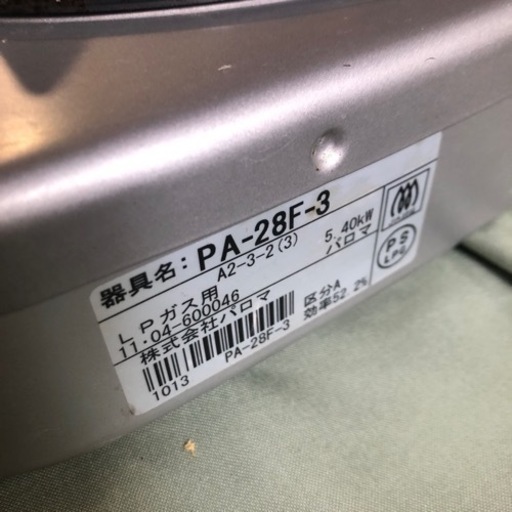 器具名: PA-28F-3
A2-3-2(3)
5.40kW
LPガス用
パロマ
11.04-600046
株式会社パロマ
区分A
効率52.2%
PA-28F-3
1013
PS
LPG